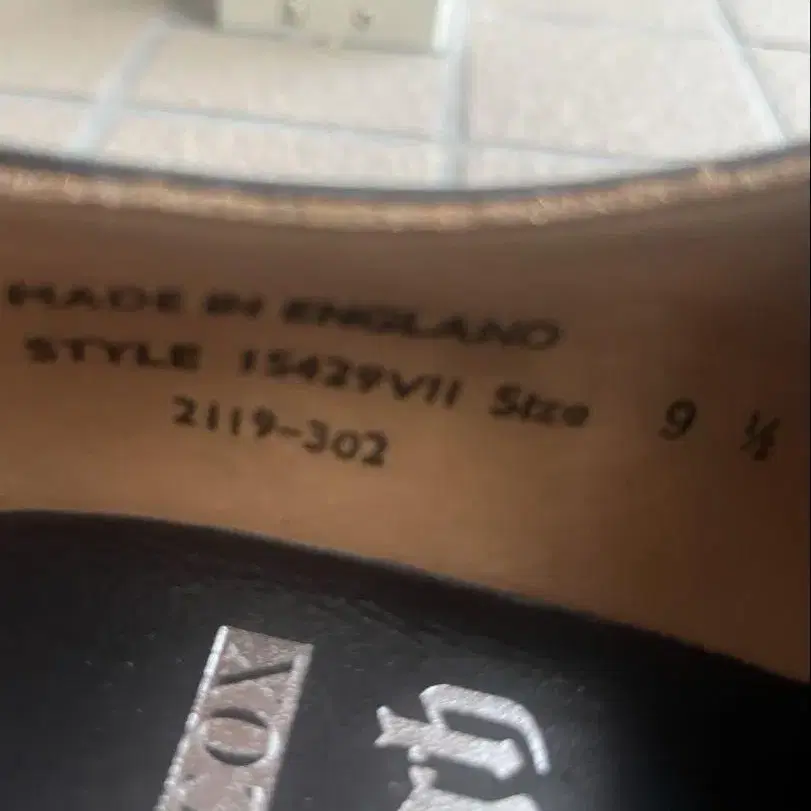 MADE IN ENGLAND
STYLE 15429VII Size 9 ½
2119-302